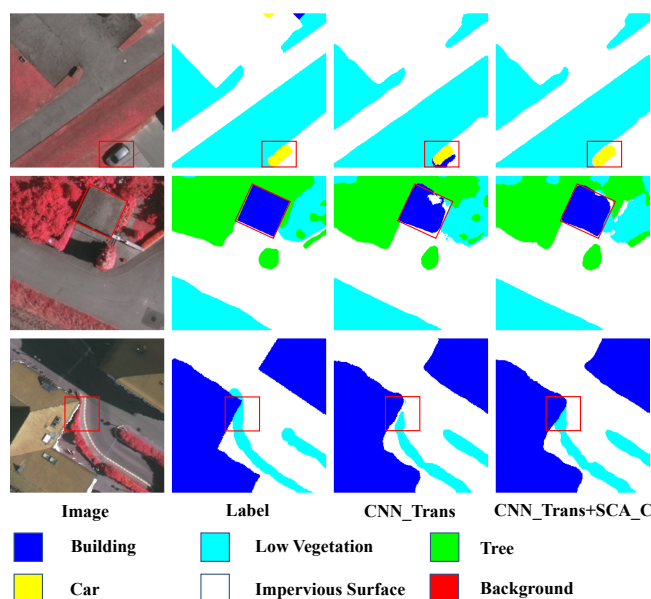 Image Label CNN_Trans CNN_Trans+SCA_C
Building Low Vegetation Tree
Car Impervious Surface Background